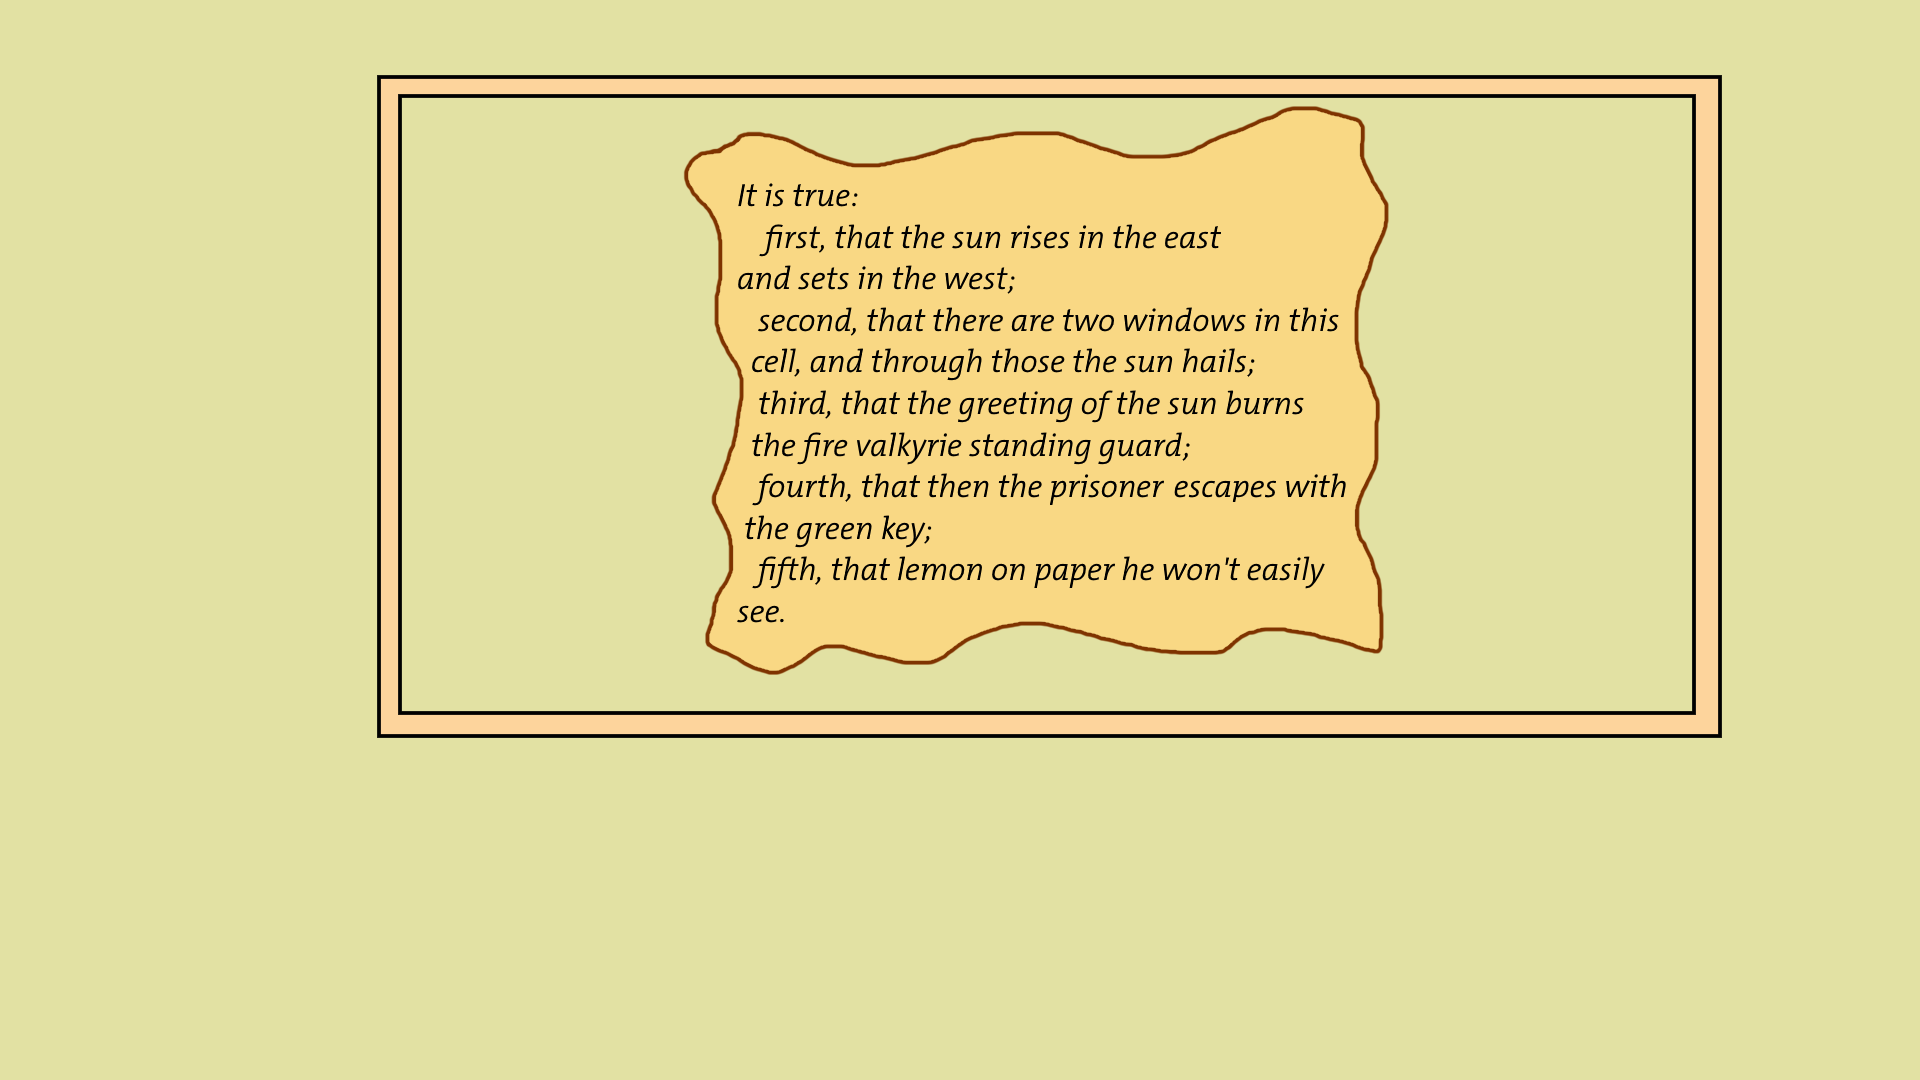 It is true:
first, that the sun rises in the east
and sets in the west;
second, that there are two windows in this
cell, and through those the sun hails;
third, that the greeting of the sun burns
the fire valkyrie standing guard;
fourth, that then the prisoner escapes with
the green key;
fifth, that lemon on paper he won't easily
see.